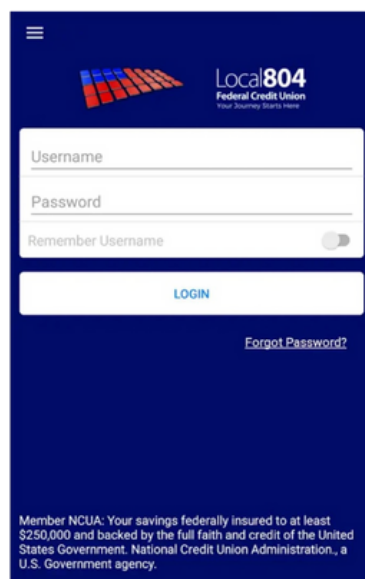 Local804
Federal Credit Union
Your Journey Starts Here
Username
Password
Remember Username
LOGIN
Forgot Password?
Member NCUA: Your savings federally insured to at least
$250,000 and backed by the full faith and credit of the United
States Government. National Credit Union Administration., a
U.S. Government agency.